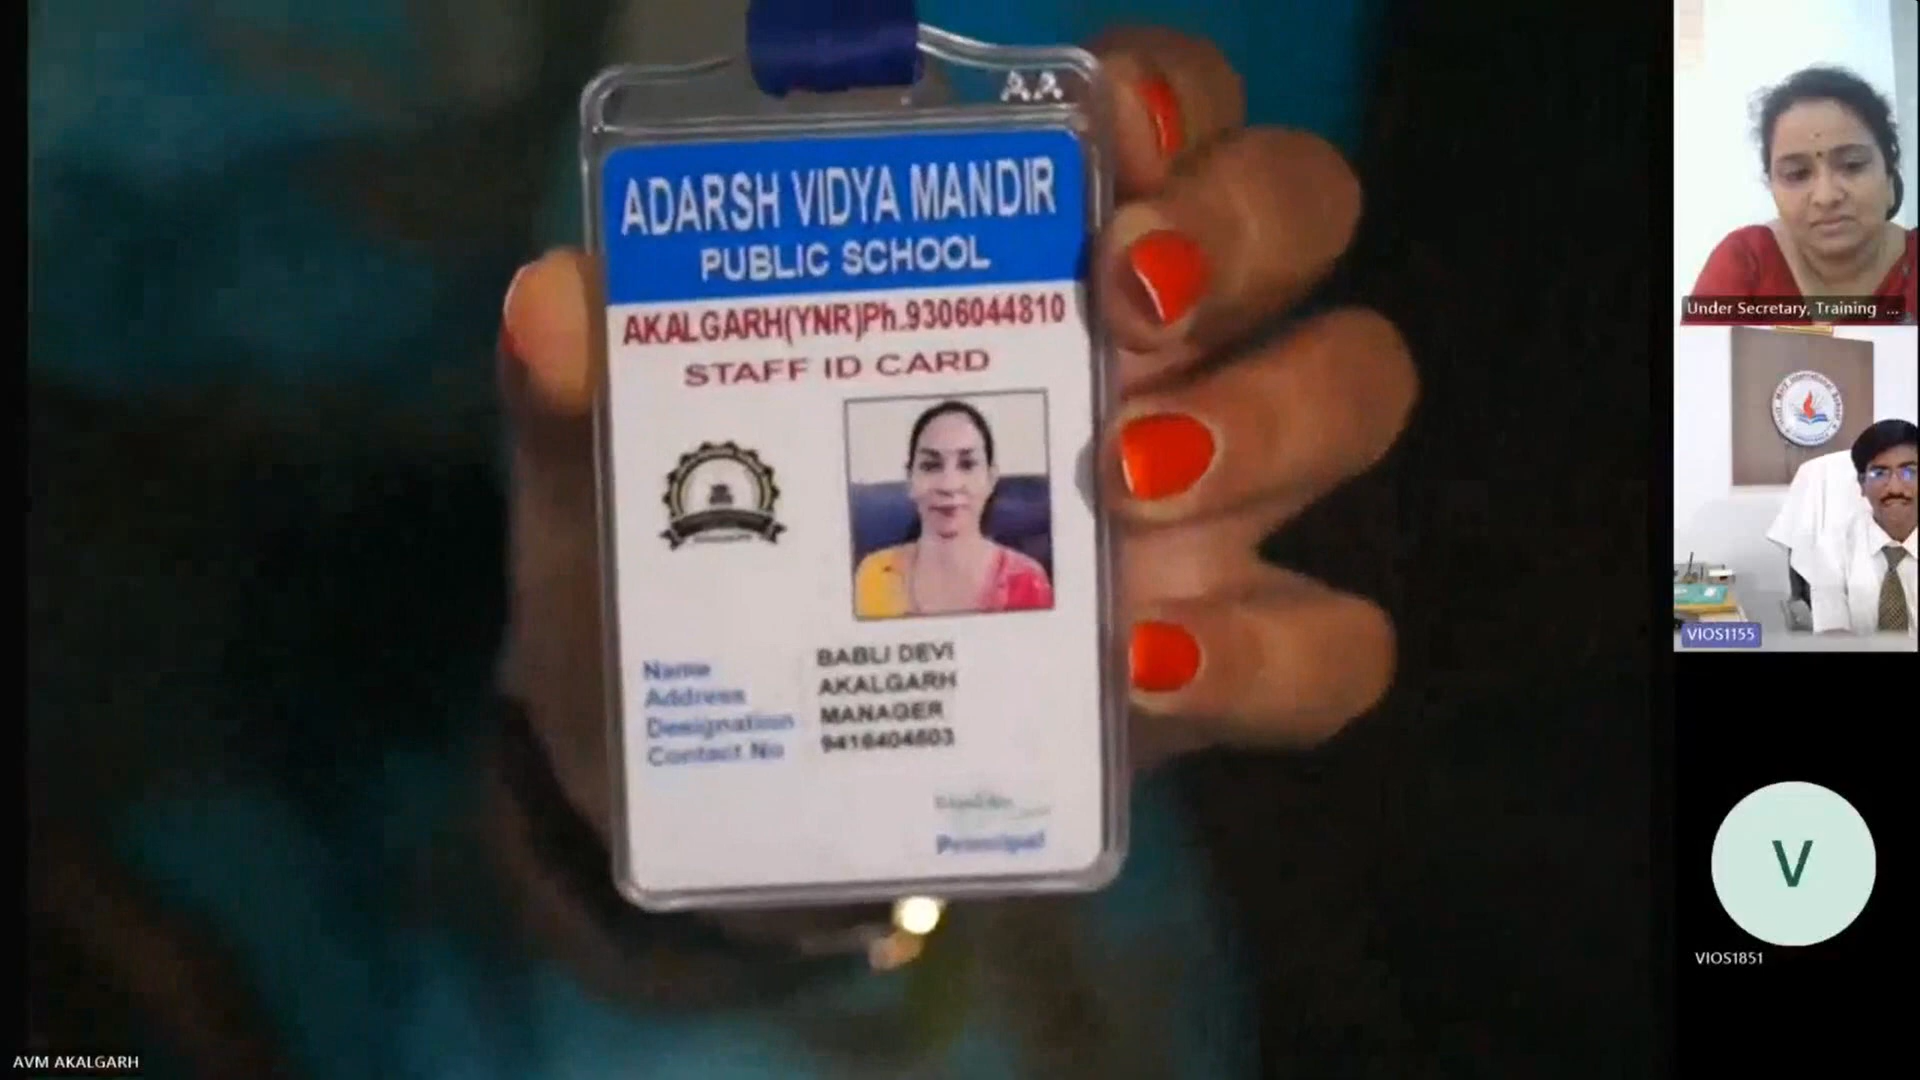 AA
ADARSH VIDYA MANDIR
PUBLIC SCHOOL
AKALGARH(YNR)Ph.9306044810
STAFF ID CARD
Name BABLI DEVI
Address AKALGARH
Designation MANAGER
Contact No 9416404603
Principal
AVM AKALGARH
Under Secretary, Training ...
VIOS1155
V
VIOS1851